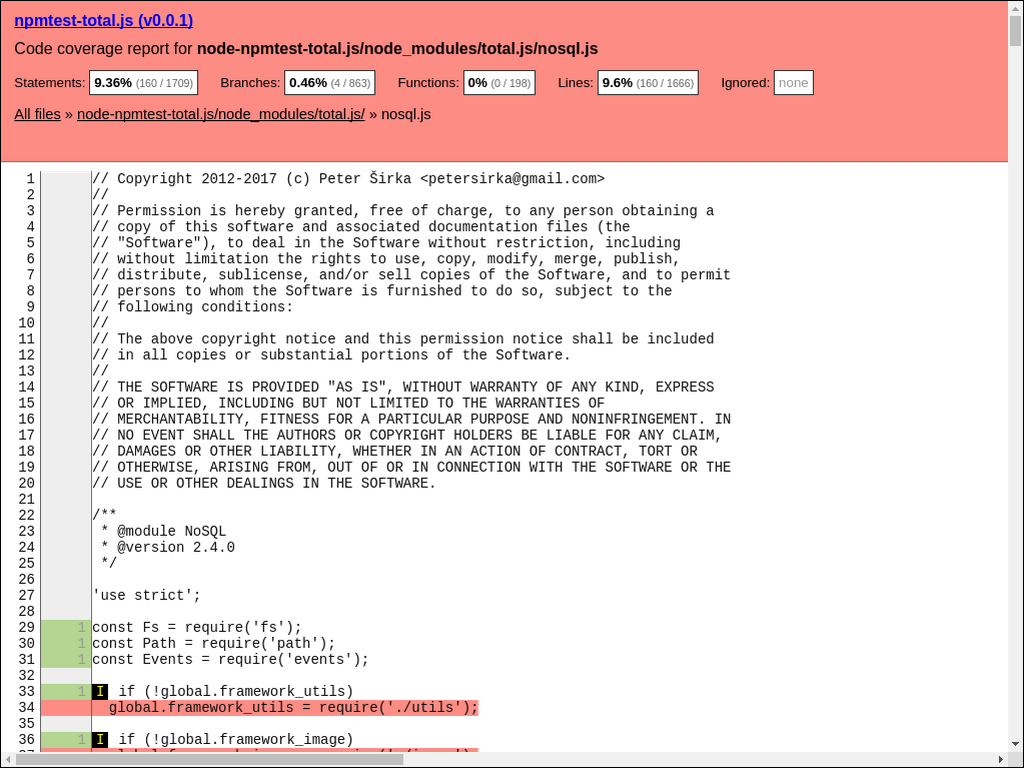 npmtest-total.js (v0.0.1)
Code coverage report for node-npmtest-total.js/node_modules/total.js/nosql.js
Statements: 9.36% (160 / 1709) Branches: 0.46% (4 / 863) Functions: 0% (0 / 198) Lines: 9.6% (160 / 1666) Ignored: none
All files » node-npmtest-total.js/node_modules/total.js/ » nosql.js
1 // Copyright 2012-2017 (c) Peter Širka <petersirka@gmail.com>
2 //
3 // Permission is hereby granted, free of charge, to any person obtaining a
4 // copy of this software and associated documentation files (the
5 // "Software"), to deal in the Software without restriction, including
6 // without limitation the rights to use, copy, modify, merge, publish,
7 // distribute, sublicense, and/or sell copies of the Software, and to permit
8 // persons to whom the Software is furnished to do so, subject to the
9 // following conditions:
10 //
11 // The above copyright notice and this permission notice shall be included
12 // in all copies or substantial portions of the Software.
13 //
14 // THE SOFTWARE IS PROVIDED "AS IS", WITHOUT WARRANTY OF ANY KIND, EXPRESS
15 // OR IMPLIED, INCLUDING BUT NOT LIMITED TO THE WARRANTIES OF
16 // MERCHANTABILITY, FITNESS FOR A PARTICULAR PURPOSE AND NONINFRINGEMENT. IN
17 // NO EVENT SHALL THE AUTHORS OR COPYRIGHT HOLDERS BE LIABLE FOR ANY CLAIM,
18 // DAMAGES OR OTHER LIABILITY, WHETHER IN AN ACTION OF CONTRACT, TORT OR
19 // OTHERWISE, ARISING FROM, OUT OF OR IN CONNECTION WITH THE SOFTWARE OR THE
20 // USE OR OTHER DEALINGS IN THE SOFTWARE.
21
22 /**
23  * @module NoSQL
24  * @version 2.4.0
25  */
26
27 'use strict';
28
29 1 const Fs = require('fs');
30 1 const Path = require('path');
31 1 const Events = require('events');
32
33 1 I if (!global.framework_utils)
34 global.framework_utils = require('./utils');
35
36 1 I if (!global.framework_image)